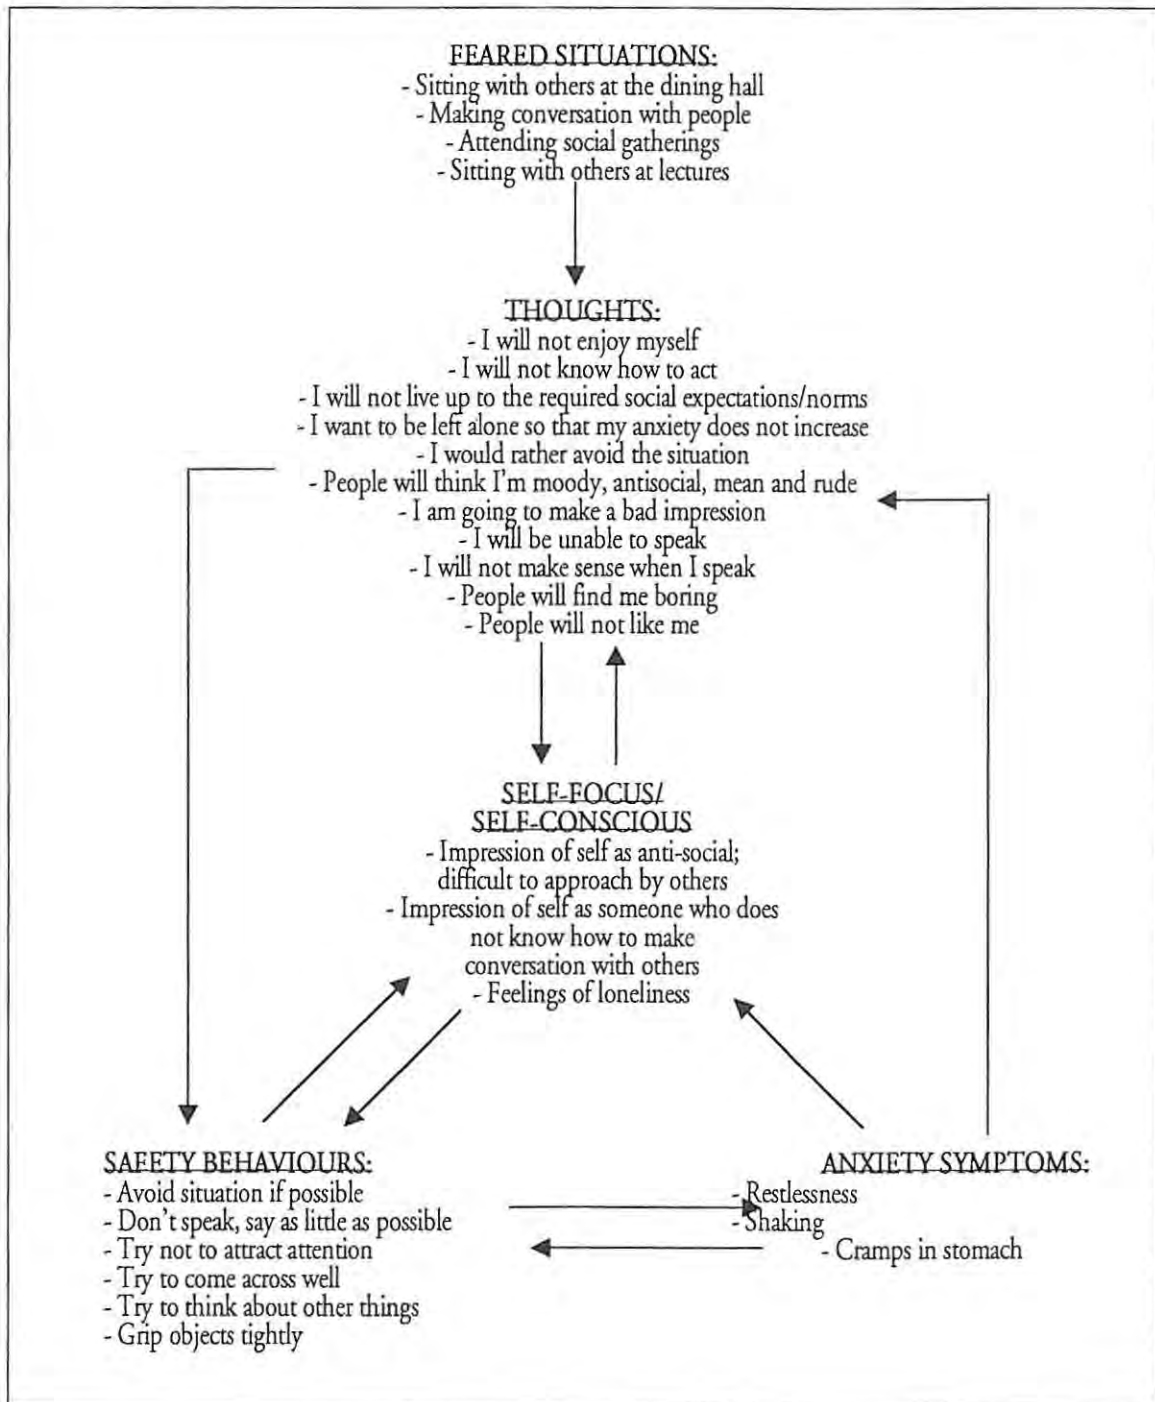 FEARED SITUATIONS:
- Sitting with others at the dining hall
- Making conversation with people
- Attending social gatherings
- Sitting with others at lectures
THOUGHTS:
- I will not enjoy myself
- I will not know how to act
- I will not live up to the required social expectations/norms
- I want to be left alone so that my anxiety does not increase
- I would rather avoid the situation
- People will think I'm moody, antisocial, mean and rude
- I am going to make a bad impression
- I will be unable to speak
- I will not make sense when I speak
- People will find me boring
- People will not like me
SELF-FOCUS/
SELF-CONSCIOUS
- Impression of self as anti-social;
difficult to approach by others
- Impression of self as someone who does
not know how to make
conversation with others
- Feelings of loneliness
SAFETY BEHAVIOURS:
- Avoid situation if possible
- Don't speak, say as little as possible
- Try not to attract attention
- Try to come across well
- Try to think about other things
- Grip objects tightly
ANXIETY SYMPTOMS:
- Restlessness
- Shaking
- Cramps in stomach